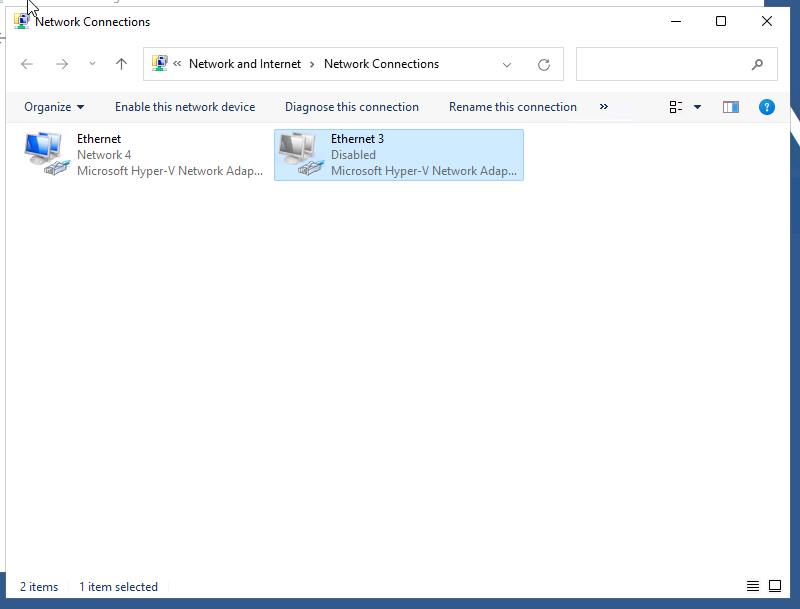 Network Connections
« Network and Internet › Network Connections
Organize Enable this network device Diagnose this connection Rename this connection » ?
Ethernet
Network 4
Microsoft Hyper-V Network Adap...
Ethernet 3
Disabled
Microsoft Hyper-V Network Adap...
2 items 1 item selected